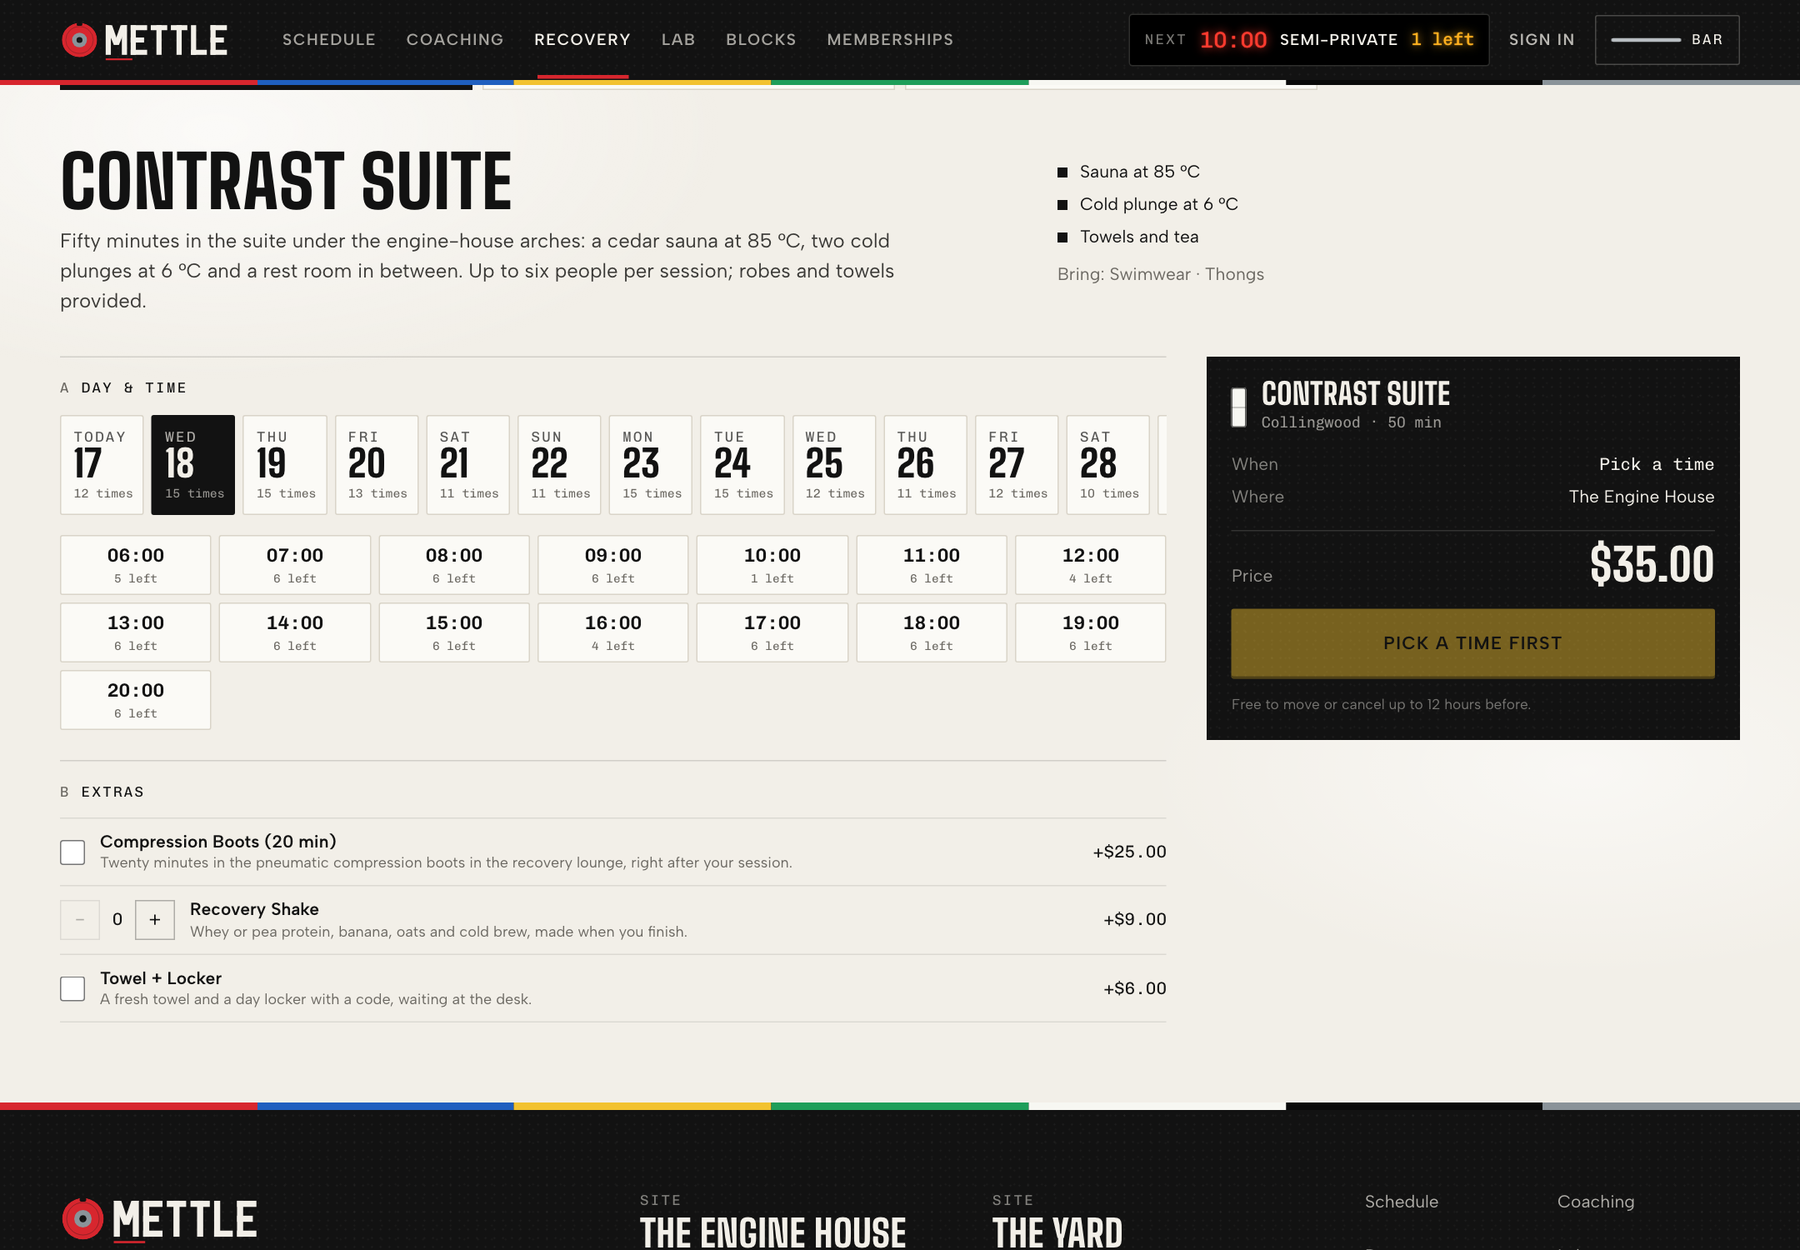 METTLE
SCHEDULE COACHING RECOVERY LAB BLOCKS MEMBERSHIPS
NEXT 10:00 SEMI-PRIVATE 1 left
SIGN IN
BAR
CONTRAST SUITE
Fifty minutes in the suite under the engine-house arches: a cedar sauna at 85 °C, two cold
plunges at 6 °C and a rest room in between. Up to six people per session; robes and towels
provided.
Sauna at 85 °C
Cold plunge at 6 °C
Towels and tea
Bring: Swimwear · Thongs
A DAY & TIME
TODAY 17 12 times
WED 18 15 times
THU 19 15 times
FRI 20 13 times
SAT 21 11 times
SUN 22 11 times
MON 23 15 times
TUE 24 15 times
WED 25 12 times
THU 26 11 times
FRI 27 12 times
SAT 28 10 times
06:00 5 left
07:00 6 left
08:00 6 left
09:00 6 left
10:00 1 left
11:00 6 left
12:00 4 left
13:00 6 left
14:00 6 left
15:00 6 left
16:00 4 left
17:00 6 left
18:00 6 left
19:00 6 left
20:00 6 left
B EXTRAS
Compression Boots (20 min)
Twenty minutes in the pneumatic compression boots in the recovery lounge, right after your session.
+$25.00
− 0 +
Recovery Shake
Whey or pea protein, banana, oats and cold brew, made when you finish.
+$9.00
Towel + Locker
A fresh towel and a day locker with a code, waiting at the desk.
+$6.00
CONTRAST SUITE
Collingwood · 50 min
When Pick a time
Where The Engine House
Price $35.00
PICK A TIME FIRST
Free to move or cancel up to 12 hours before.
METTLE
SITE
THE ENGINE HOUSE
SITE
THE YARD
Schedule
Coaching